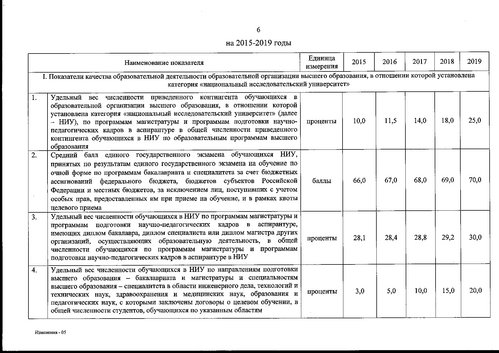 6
на 2015-2019 годы
Наименование показателя
Единица измерения
2015
2016
2017
2018
2019
I. Показатели качества образовательной деятельности образовательной организации высшего образования, в отношении которой установлена
категория «национальный исследовательский университет»
1.
Удельный вес численности приведенного контингента обучающихся в
образовательной организации высшего образования, в отношении которой
установлена категория «национальный исследовательский университет» (далее
– НИУ), по программам магистратуры и программам подготовки научно-
педагогических кадров в аспирантуре в общей численности приведенного
контингента обучающихся в НИУ по образовательным программам высшего
образования
проценты
10,0
11,5
14,0
18,0
25,0
2.
Средний балл единого государственного экзамена обучающихся НИУ,
принятых по результатам единого государственного экзамена на обучение по
очной форме по программам бакалавриата и специалитета за счет бюджетных
ассигнований федерального бюджета, бюджетов субъектов Российской
Федерации и местных бюджетов, за исключением лиц, поступивших с учетом
особых прав, предоставленных им при приеме на обучение, и в рамках квоты
целевого приема
баллы
66,0
67,0
69,0
68,0
70,0
3.
Удельный вес численности обучающихся в НИУ по программам магистратуры и
программам подготовки научно-педагогических кадров в аспирантуре,
имеющих диплом бакалавра, диплом специалиста или диплом магистра других
организаций, осуществляющих образовательную деятельность, в общей
численности обучающихся по программам магистратуры и программам
подготовки научно-педагогических кадров в аспирантуре в НИУ
проценты
28,1
28,4
28,8
29,2
30,0
4.
Удельный вес численности обучающихся в НИУ по направлениям подготовки
высшего образования – бакалавриата и магистратуры и специальностям
высшего образования – специалитета в области инженерного дела, технологий и
технических наук, здравоохранения и медицинских наук, образования и
педагогических наук, с которыми заключены договоры о целевом обучении, в
общей численности студентов, обучающихся по указанным областям
проценты
3,0
5,0
10,0
15,0
20,0
Изменения - 05